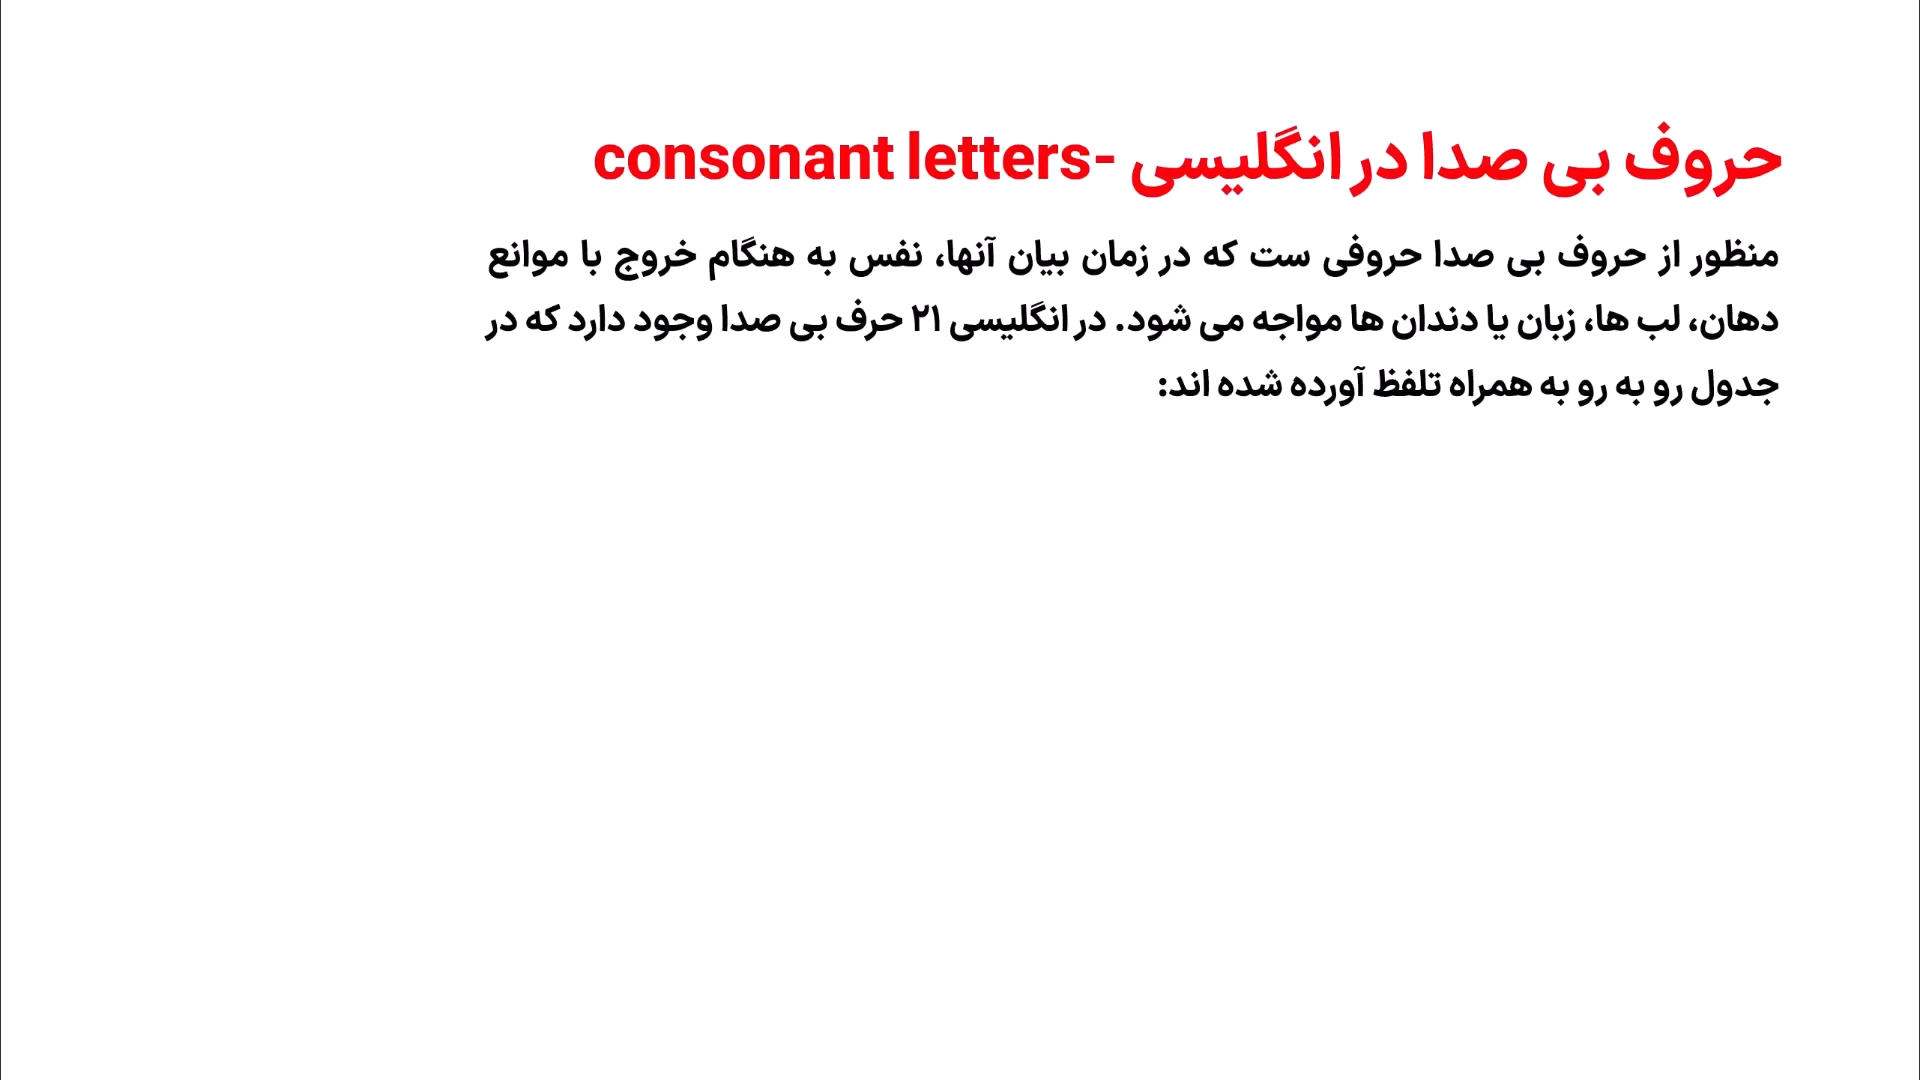 حروف بی صدا در انگلیسی -consonant letters
منظور از حروف بی صدا حروفی ست که در زمان بیان آنها، نفس به هنگام خروج با موانع
دهان، لب ها، زبان یا دندان ها مواجه می شود. در انگلیسی ۲۱ حرف بی صدا وجود دارد که در
جدول رو به رو به همراه تلفظ آورده شده اند: